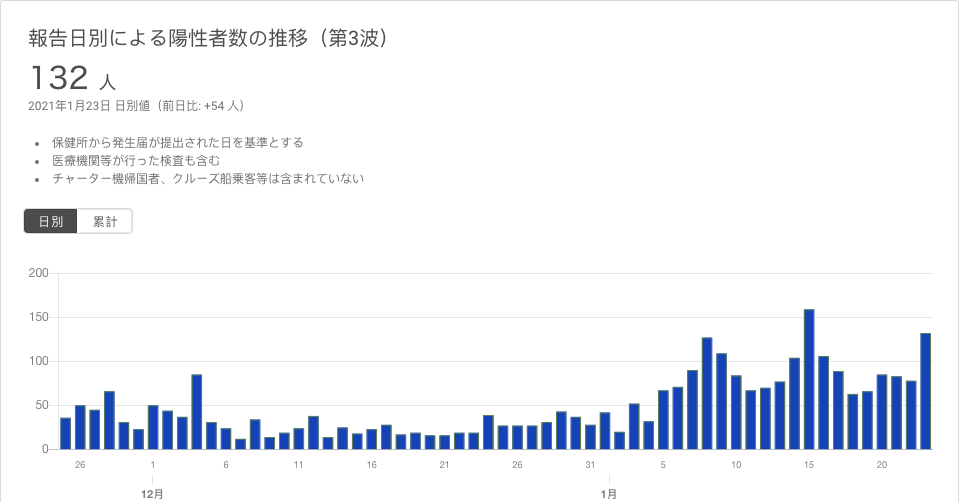 報告日別による陽性者数の推移（第3波）
132 人
2021年1月23日 日別値（前日比: +54 人）
• 保健所から発生届が提出された日を基準とする
• 医療機関等が行った検査も含む
• チャーター機帰国者、クルーズ船乗客等は含まれていない
日別 累計
200
150
100
50
0
26 1 6 11 16 21 26 31 5 10 15 20
12月 1月